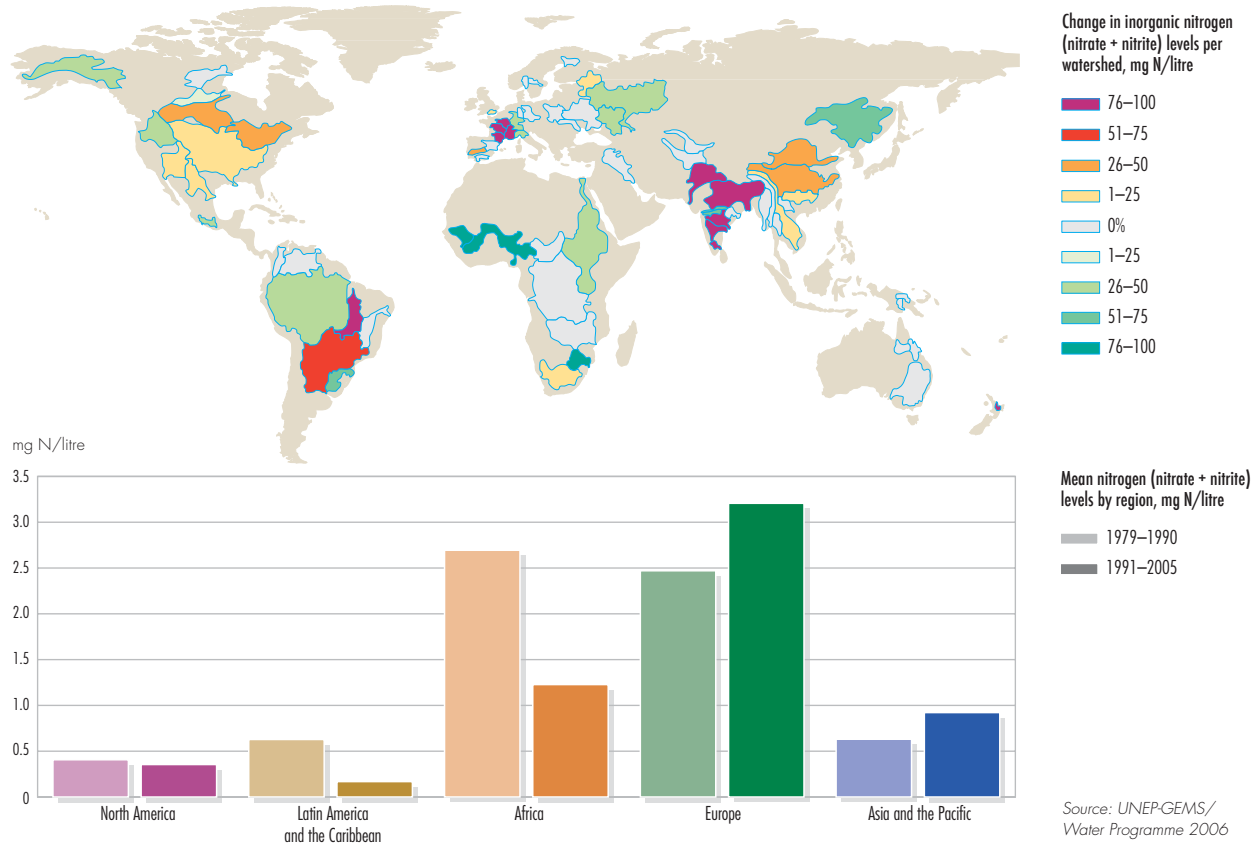 Change in inorganic nitrogen
(nitrate + nitrite) levels per
watershed, mg N/litre
76–100
51–75
26–50
1–25
0%
1–25
26–50
51–75
76–100
mg N/litre
3.5
3.0
2.5
2.0
1.5
1.0
0.5
0
North America
Latin America
and the Caribbean
Africa
Europe
Asia and the Pacific
Mean nitrogen (nitrate + nitrite)
levels by region, mg N/litre
1979–1990
1991–2005
Source: UNEP-GEMS/
Water Programme 2006